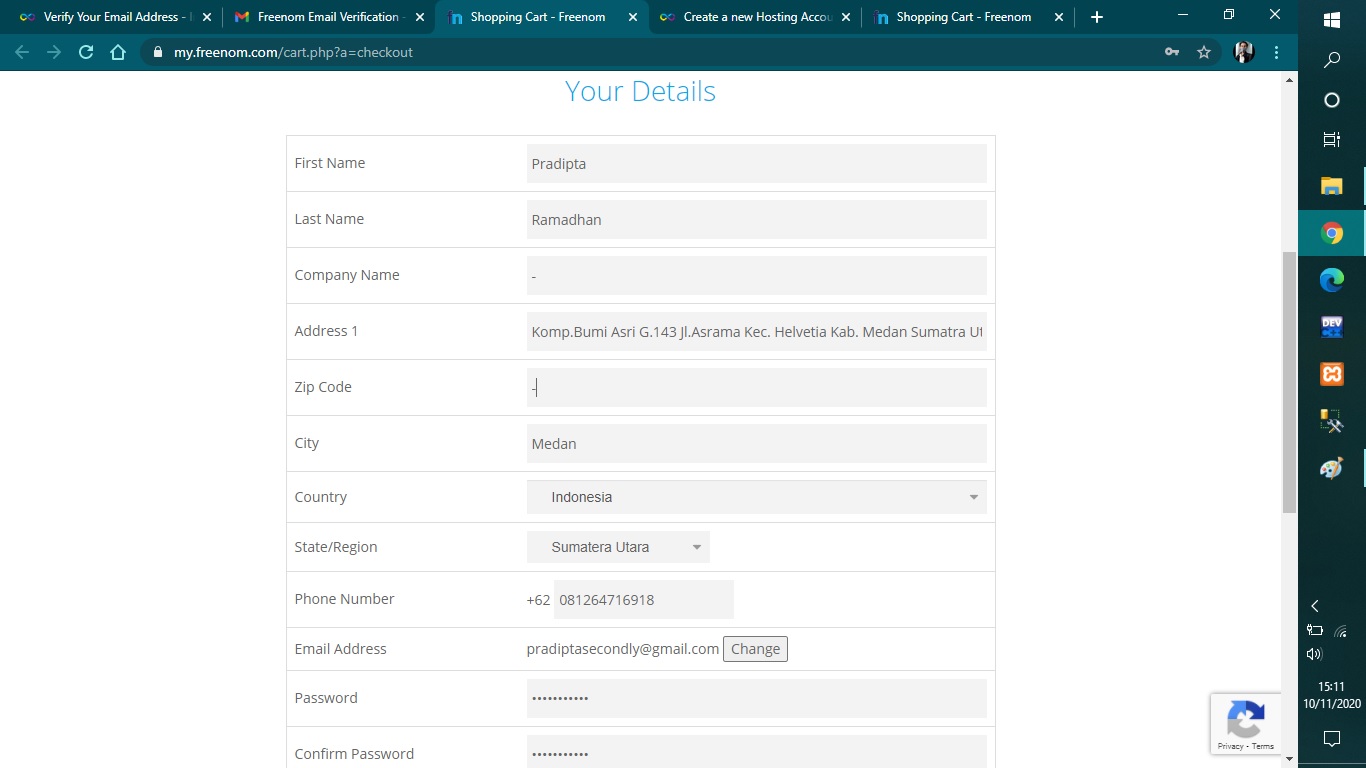 Verify Your Email Address - I
Freenom Email Verification -
Shopping Cart - Freenom
Create a new Hosting Accou
Shopping Cart - Freenom
my.freenom.com/cart.php?a=checkout
Your Details
First Name
Pradipta
Last Name
Ramadhan
Company Name
-
Address 1
Komp.Bumi Asri G.143 Jl.Asrama Kec. Helvetia Kab. Medan Sumatra Ut
Zip Code
-
City
Medan
Country
Indonesia
State/Region
Sumatera Utara
Phone Number
+62 081264716918
Email Address
pradiptasecondly@gmail.com Change
Password
•••••••••••
Confirm Password
•••••••••••
Privacy - Terms
DEV
15:11
10/11/2020